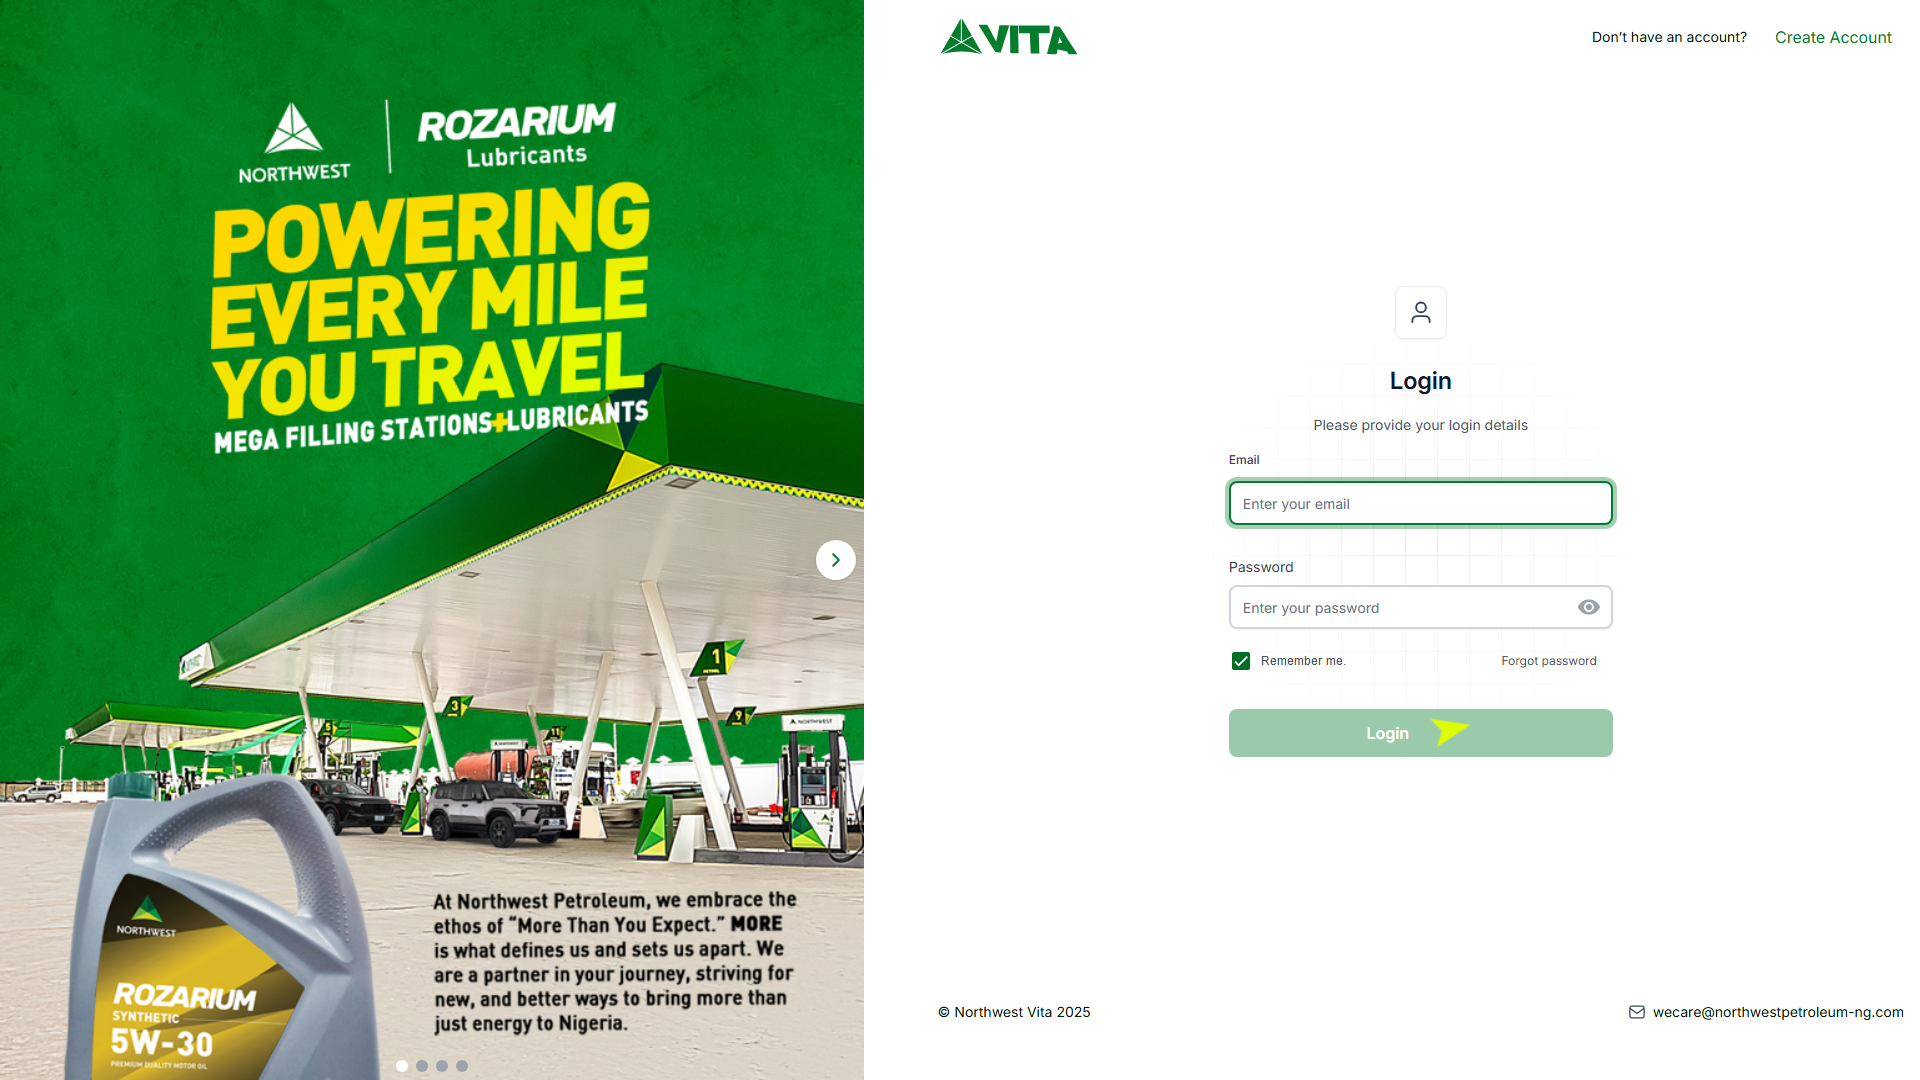 NORTHWEST
ROZARIUM
Lubricants
POWERING
EVERY MILE
YOU TRAVEL
MEGA FILLING STATIONS+LUBRICANTS
1
3
9
5
11
NORTHWEST
At Northwest Petroleum, we embrace the
ethos of “More Than You Expect.” MORE
is what defines us and sets us apart. We
are a partner in your journey, striving for
new, and better ways to bring more than
just energy to Nigeria.
NORTHWEST
ROZARIUM
SYNTHETIC
5W-30
PREMIUM QUALITY MOTOR OIL
VITA
Don’t have an account?
Create Account
Login
Please provide your login details
Email
Enter your email
Password
Enter your password
Remember me.
Forgot password
Login
© Northwest Vita 2025
wecare@northwestpetroleum-ng.com